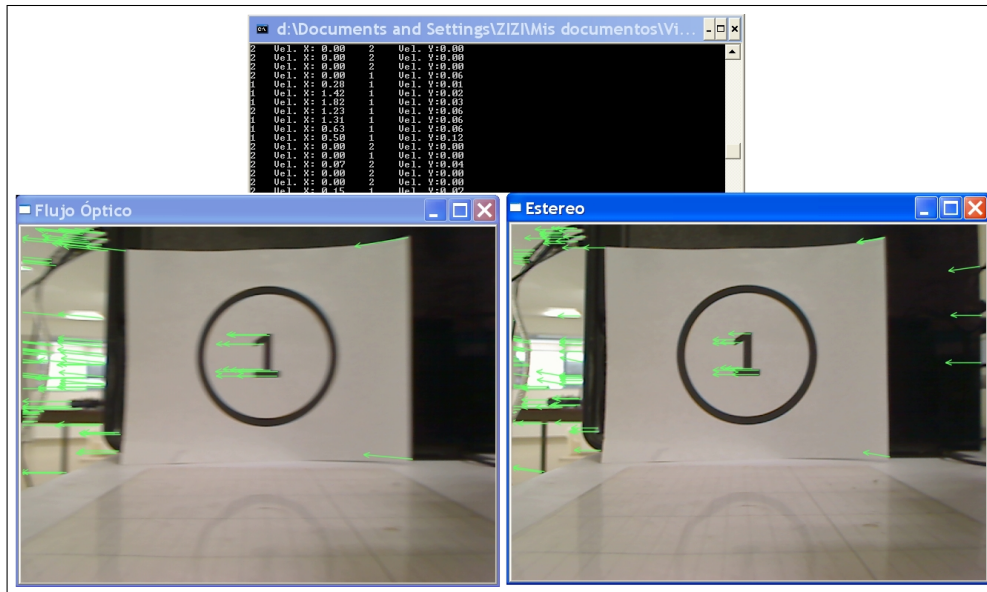 d:\Documents and Settings\ZIZI\Mis documentos\Vi...
2 Vel. X: 0.00 2 Vel. Y:0.00
2 Vel. X: 0.00 2 Vel. Y:0.00
2 Vel. X: 0.00 2 Vel. Y:0.00
2 Vel. X: 0.00 1 Vel. Y:0.06
1 Vel. X: 0.28 1 Vel. Y:0.01
1 Vel. X: 1.42 1 Vel. Y:0.02
1 Vel. X: 1.82 1 Vel. Y:0.03
2 Vel. X: 1.23 1 Vel. Y:0.06
1 Vel. X: 1.31 1 Vel. Y:0.06
1 Vel. X: 0.63 1 Vel. Y:0.06
1 Vel. X: 0.50 1 Vel. Y:0.12
2 Vel. X: 0.00 2 Vel. Y:0.00
2 Vel. X: 0.00 1 Vel. Y:0.00
2 Vel. X: 0.07 2 Vel. Y:0.04
2 Vel. X: 0.00 2 Vel. Y:0.00
2 Vel. X: 0.15 1 Vel. Y:0.07
Flujo Óptico
Estereo
1
1